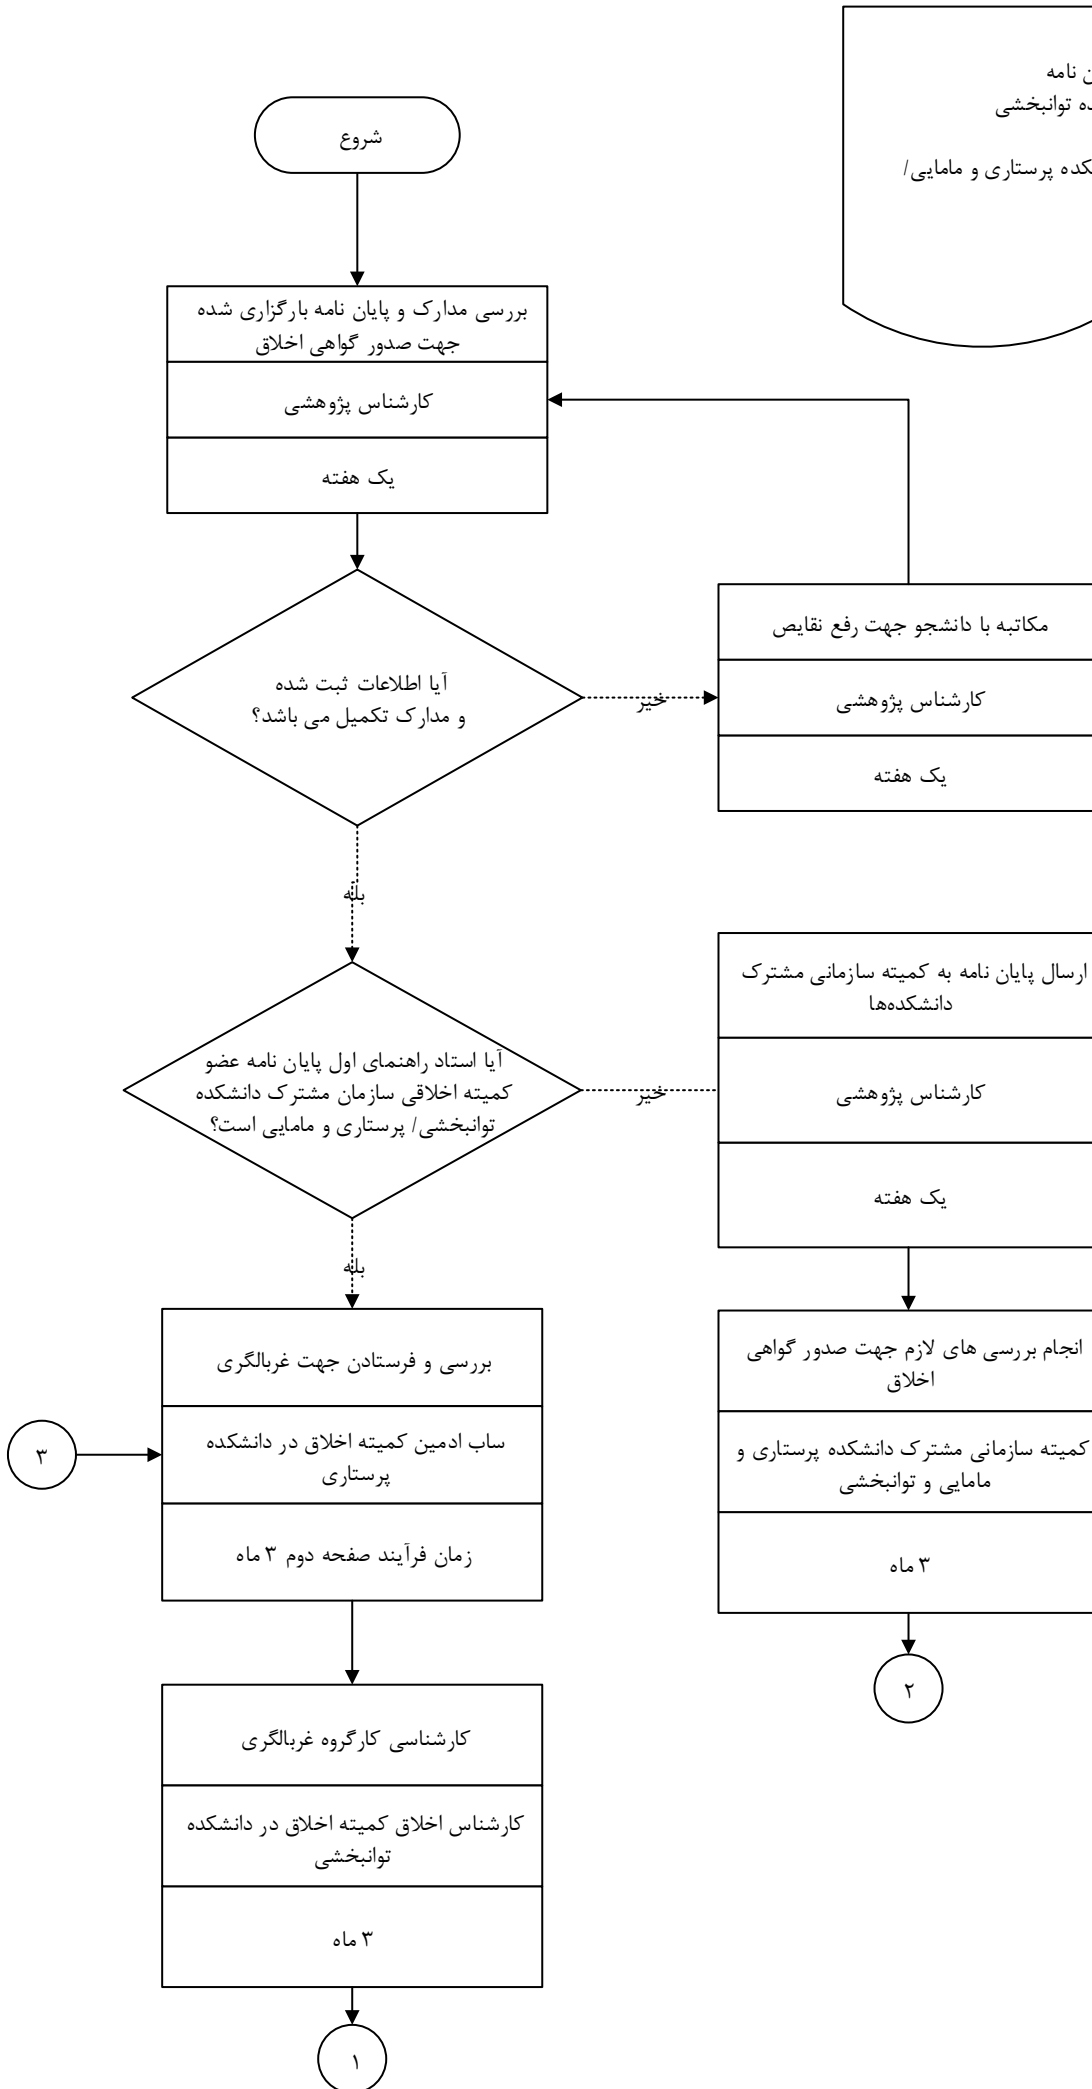 ن نامه
ده توانبخشی
کده پرستاری و مامایی/
شروع
بررسی مدارک و پایان نامه بارگزاری شده
جهت صدور گواهی اخلاق
کارشناس پژوهشی
یک هفته
آیا اطلاعات ثبت شده
و مدارک تکمیل می باشد؟
خیر
مکاتبه با دانشجو جهت رفع نقایص
کارشناس پژوهشی
یک هفته
بله
آیا استاد راهنمای اول پایان نامه عضو
کمیته اخلاقی سازمان مشترک دانشکده
توانبخشی/ پرستاری و مامایی است؟
خیر
ارسال پایان نامه به کمیته سازمانی مشترک
دانشکده‌ها
کارشناس پژوهشی
یک هفته
بله
بررسی و فرستادن جهت غربالگری
ساب ادمین کمیته اخلاق در دانشکده
پرستاری
زمان فرآیند صفحه دوم ۳ ماه
۳
انجام بررسی های لازم جهت صدور گواهی
اخلاق
کمیته سازمانی مشترک دانشکده پرستاری و
مامایی و توانبخشی
۳ ماه
۲
کارشناسی کارگروه غربالگری
کارشناس اخلاق کمیته اخلاق در دانشکده
توانبخشی
۳ ماه
۱